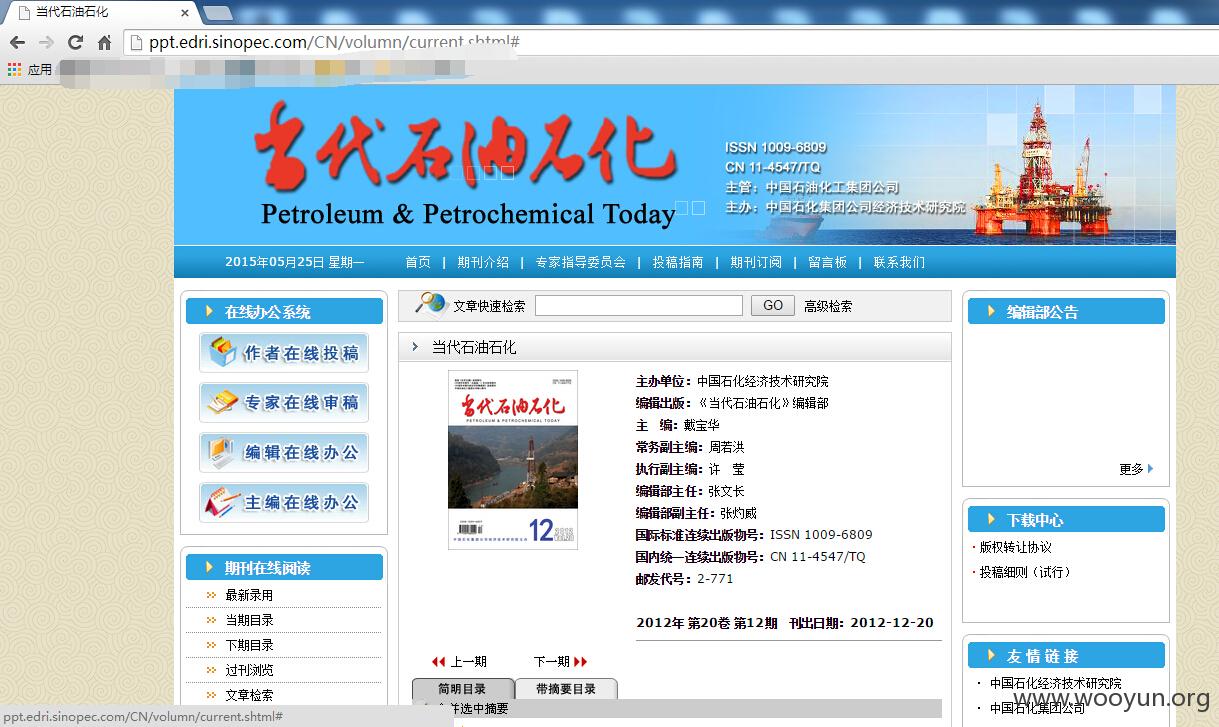 当代石油石化
ppt.edri.sinopec.com/CN/volumn/current.shtml#
应用
当代石油石化
Petroleum & Petrochemical Today
ISSN 1009-6809
CN 11-4547/TQ
主管：中国石油化工集团公司
主办：中国石化集团公司经济技术研究院
2015年05月25日 星期一 首页 | 期刊介绍 | 专家指导委员会 | 投稿指南 | 期刊订阅 | 留言板 | 联系我们
在线办公系统
作者在线投稿
专家在线审稿
编辑在线办公
主编在线办公
期刊在线阅读
最新录用
当期目录
下期目录
过刊浏览
文章检索
文章快速检索 GO 高级检索
当代石油石化
当代石油石化
PETROLEUM & PETROCHEMICAL TODAY
12
主办单位：中国石化经济技术研究院
编辑出版：《当代石油石化》编辑部
主 编：戴宝华
常务副主编：周若洪
执行副主编：许 莹
编辑部主任：张文长
编辑部副主任：张灼威
国际标准连续出版物号：ISSN 1009-6809
国内统一连续出版物号：CN 11-4547/TQ
邮发代号：2-771
2012年 第20卷 第12期 刊出日期：2012-12-20
上一期 下一期
简明目录 带摘要目录
并选中摘要
编辑部公告
更多
下载中心
版权转让协议
投稿细则（试行）
友情链接
中国石化经济技术研究院
中国石化集团公司
www.wooyun.org
ppt.edri.sinopec.com/CN/volumn/current.shtml#